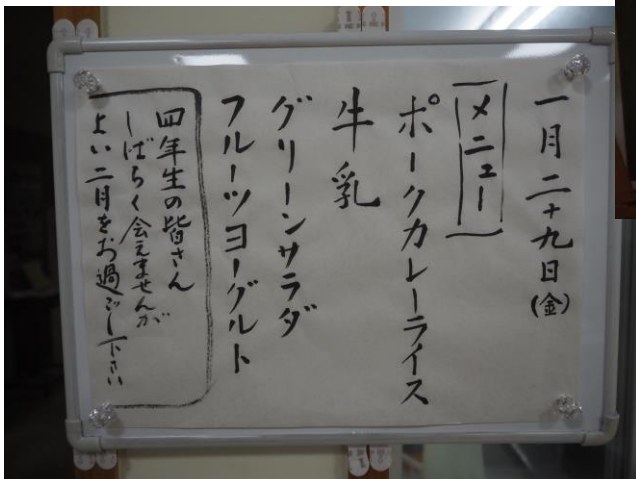 一月二十九日(金)
メニュー
ポークカレーライス
牛乳
グリーンサラダ
フルーツヨーグルト
四年生の皆さん
しばらく会えませんが
よい二月をお過ごし下さい